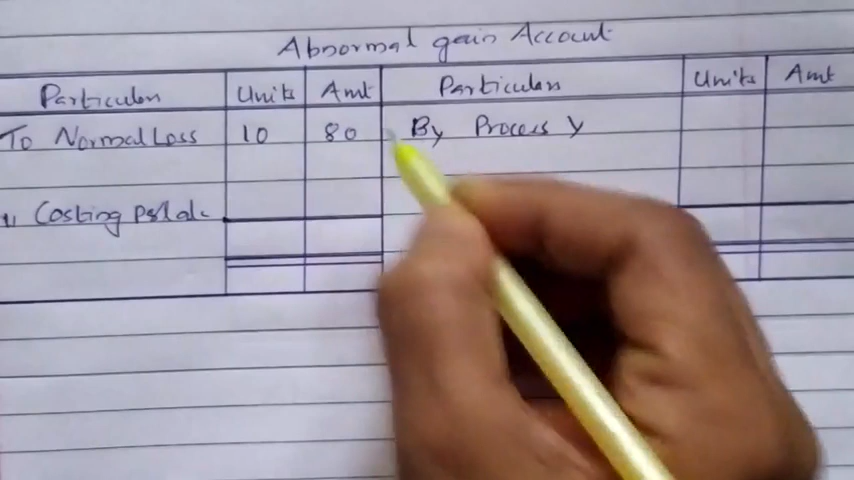 Abnormal gain Account
Particulars Units Amt Particulars Units Amt
To Normal Loss 10 80 By Process Y
" Costing P&L a/c